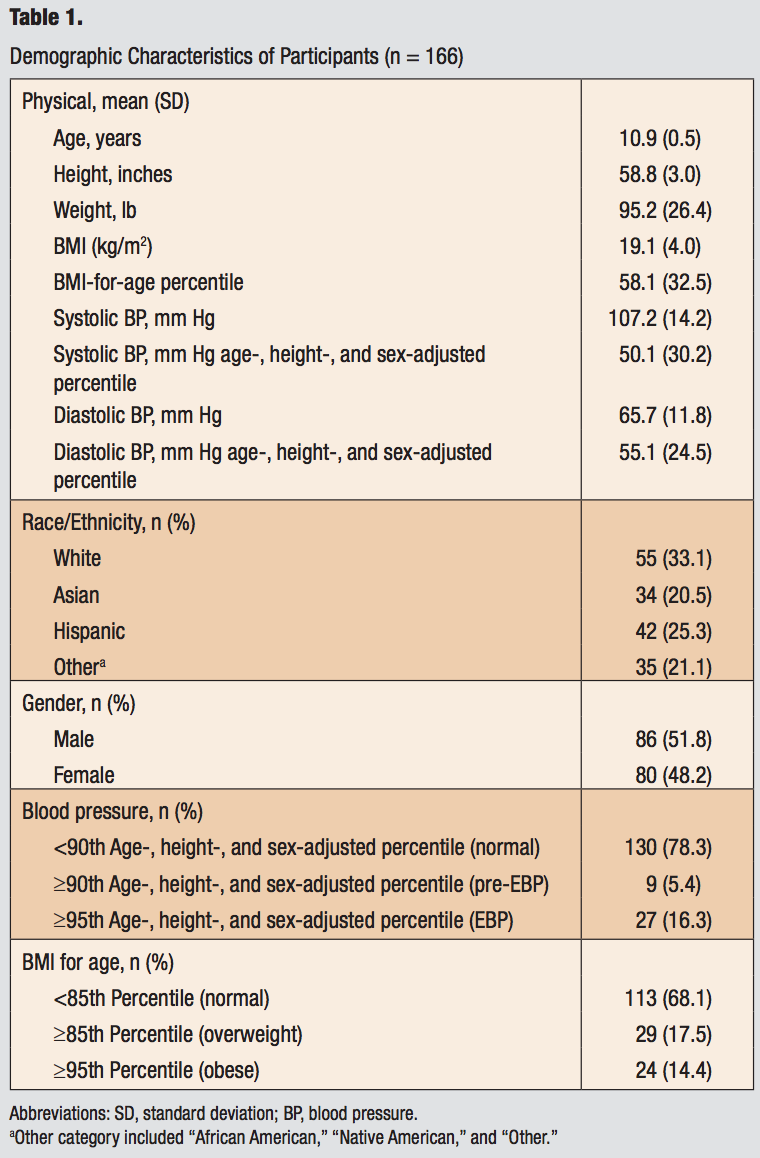 Table 1.
Demographic Characteristics of Participants (n = 166)
Physical, mean (SD)
Age, years 10.9 (0.5)
Height, inches 58.8 (3.0)
Weight, lb 95.2 (26.4)
BMI (kg/m²) 19.1 (4.0)
BMI-for-age percentile 58.1 (32.5)
Systolic BP, mm Hg 107.2 (14.2)
Systolic BP, mm Hg age-, height-, and sex-adjusted 50.1 (30.2)
percentile
Diastolic BP, mm Hg 65.7 (11.8)
Diastolic BP, mm Hg age-, height-, and sex-adjusted 55.1 (24.5)
percentile
Race/Ethnicity, n (%)
White 55 (33.1)
Asian 34 (20.5)
Hispanic 42 (25.3)
Otherᵃ 35 (21.1)
Gender, n (%)
Male 86 (51.8)
Female 80 (48.2)
Blood pressure, n (%)
<90th Age-, height-, and sex-adjusted percentile (normal) 130 (78.3)
≥90th Age-, height-, and sex-adjusted percentile (pre-EBP) 9 (5.4)
≥95th Age-, height-, and sex-adjusted percentile (EBP) 27 (16.3)
BMI for age, n (%)
<85th Percentile (normal) 113 (68.1)
≥85th Percentile (overweight) 29 (17.5)
≥95th Percentile (obese) 24 (14.4)
Abbreviations: SD, standard deviation; BP, blood pressure.
ᵃOther category included “African American,” “Native American,” and “Other.”